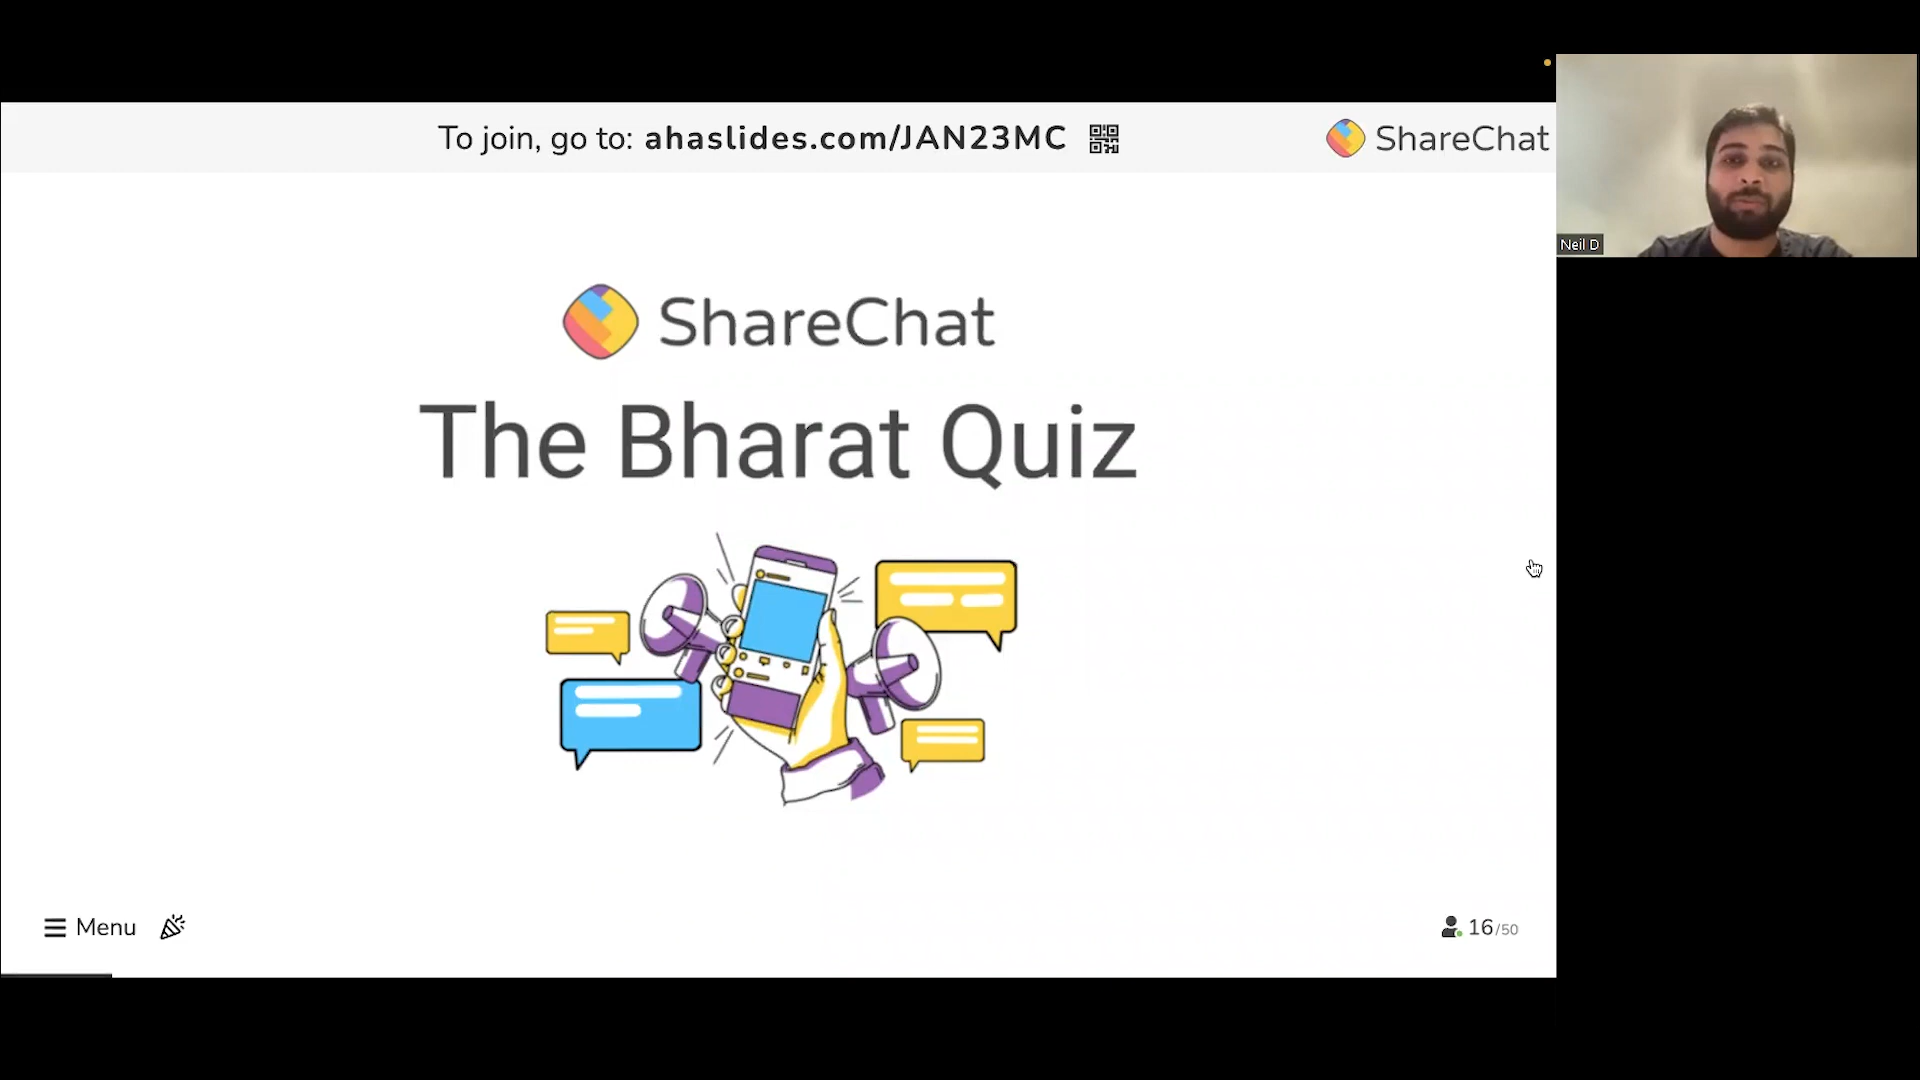 To join, go to: ahaslides.com/JAN23MC
ShareChat
Neil D
ShareChat
The Bharat Quiz
Menu
16/50